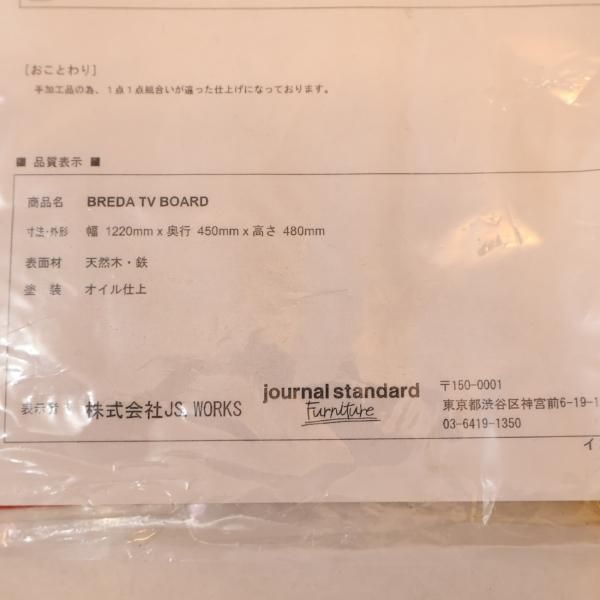 [おことわり]
手加工品の為、1点1点組合いが違った仕上げになっております。
■ 品質表示 ■
商品名 BREDA TV BOARD
寸法・外形 幅 1220mm x 奥行 450mm x 高さ 480mm
表面材 天然木・鉄
塗 装 オイル仕上
表示 株式会社JS. WORKS
journal standard
Furniture
〒150-0001
東京都渋谷区神宮前6-19-1
03-6419-1350
イ